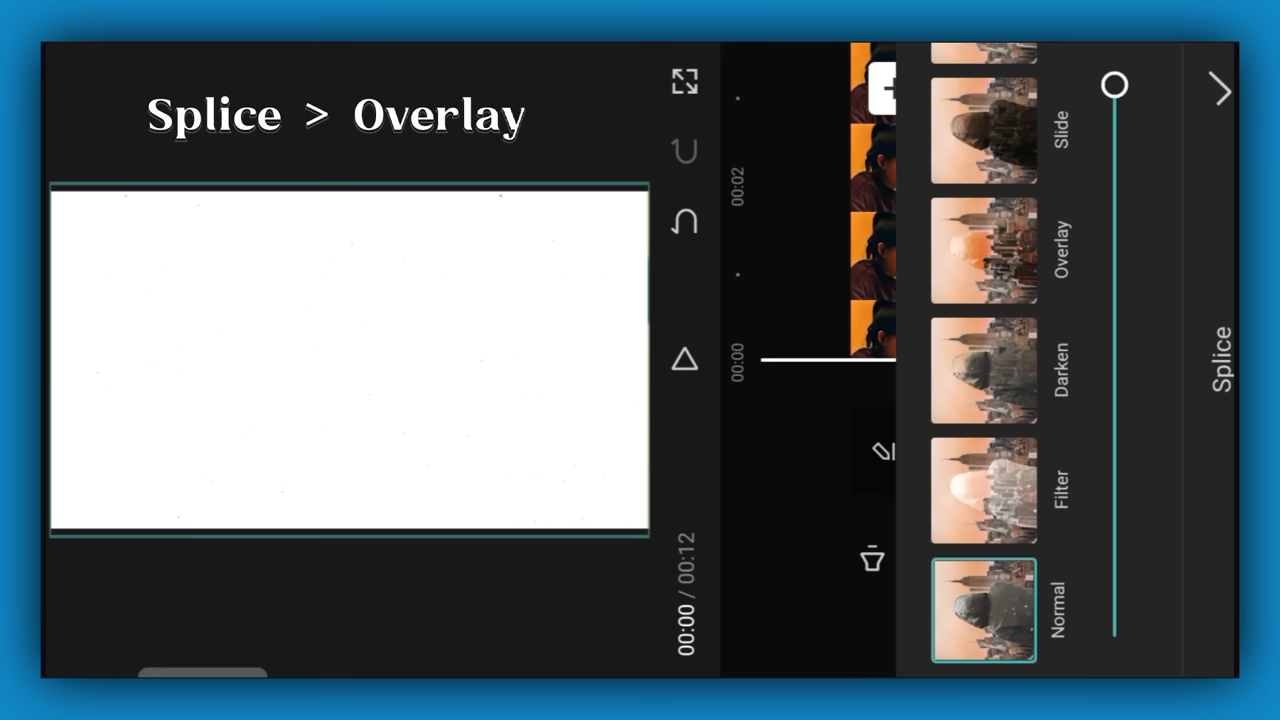 Splice > Overlay
00:00 / 00:12
00:00
00:02
Normal
Filter
Darken
Overlay
Slide
Splice